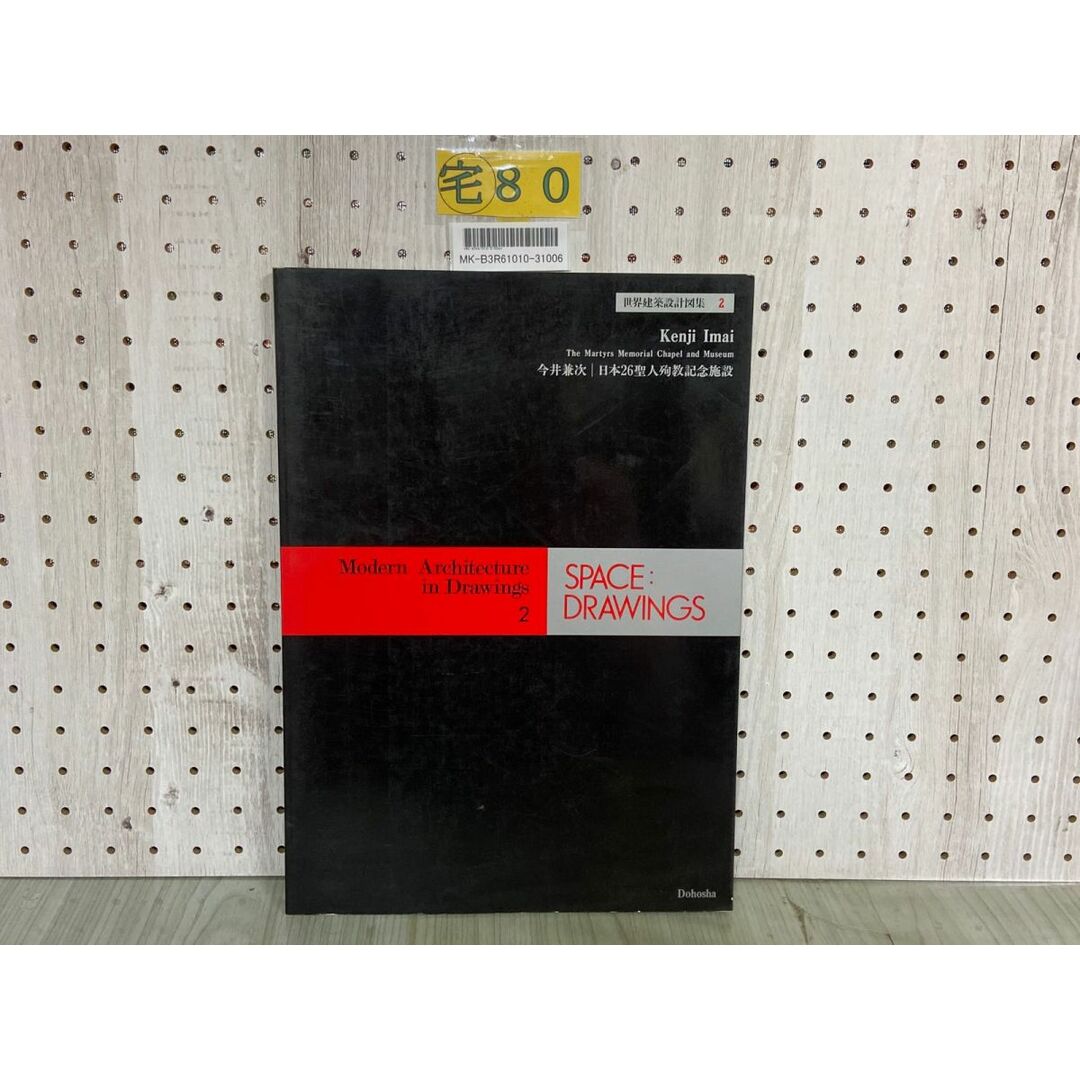 宅80
MK-B3R61010-31006
世界建築設計図集 2
Kenji Imai
The Martyrs Memorial Chapel and Museum
今井兼次|日本26聖人殉教記念施設
Modern Architecture
in Drawings
2
SPACE:
DRAWINGS
Dohosha